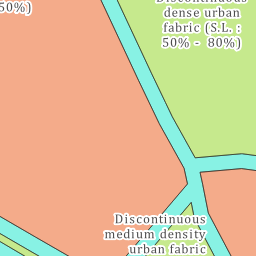 50%)
Discontinuous
dense urban
fabric (S.L. :
50% - 80%)
Discontinuous
medium density
urban fabric